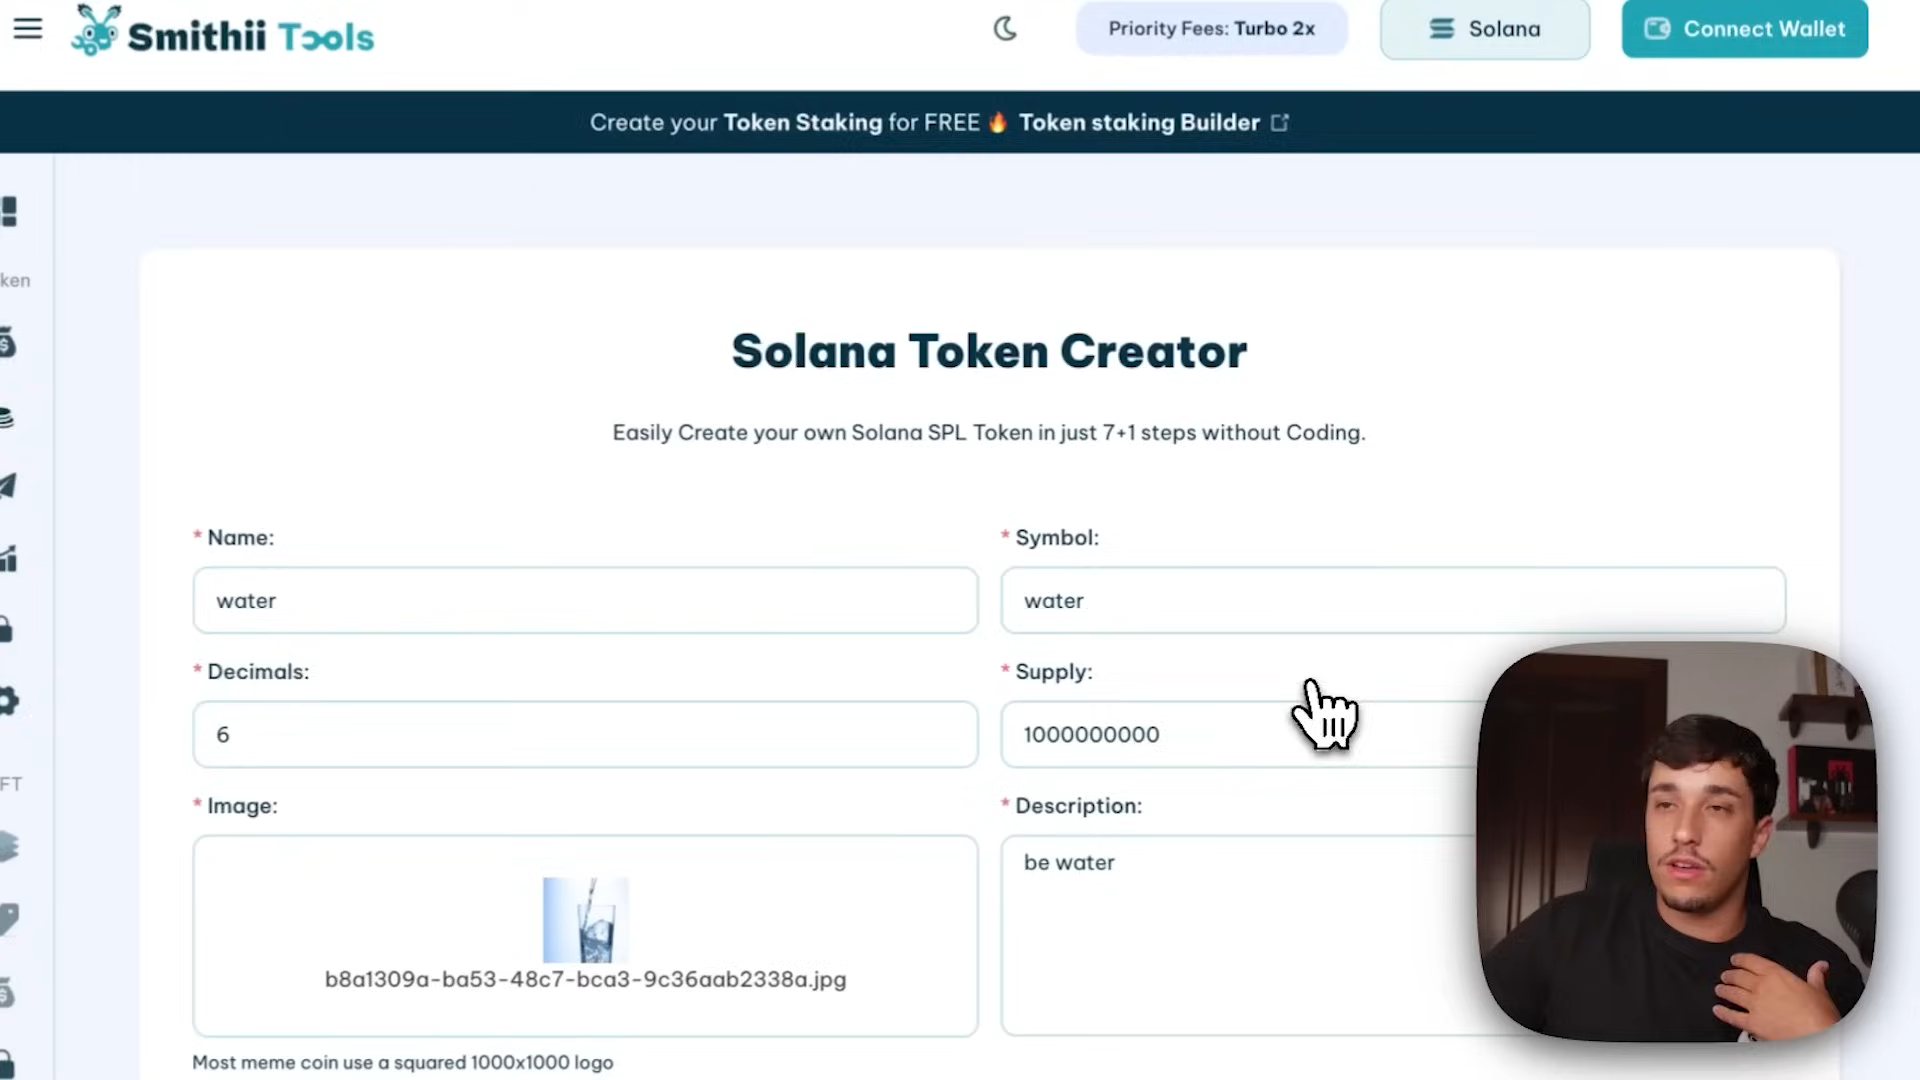 Smithii Tools
Priority Fees: Turbo 2x
Solana
Connect Wallet
Create your Token Staking for FREE 🔥 Token staking Builder
ken
Solana Token Creator
Easily Create your own Solana SPL Token in just 7+1 steps without Coding.
* Name:
* Symbol:
water
water
* Decimals:
* Supply:
6
1000000000
FT
* Image:
* Description:
be water
b8a1309a-ba53-48c7-bca3-9c36aab2338a.jpg
Most meme coin use a squared 1000x1000 logo